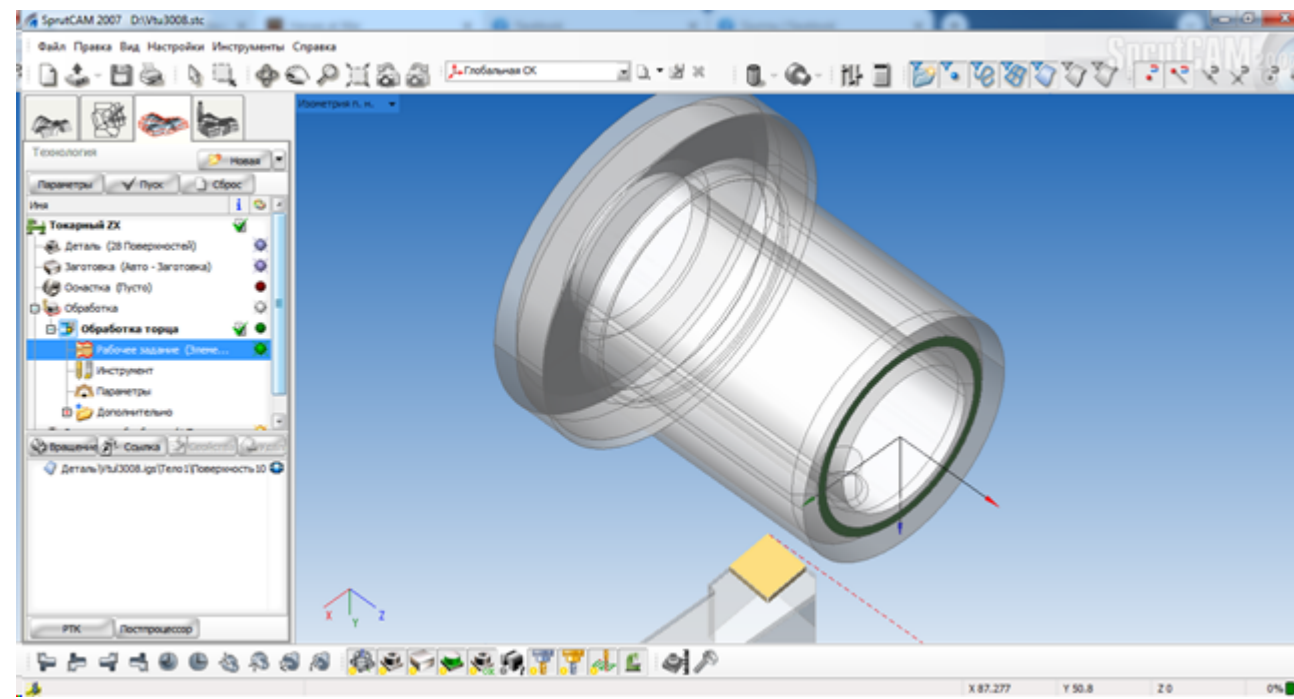 SprutCAM 2007 D:\Vtu3008.stc
Файл Правка Вид Настройки Инструменты Справка
Глобальная СК
Изометрия п. н.
Технология
Новая
Параметры Пуск Сброс
Имя
Токарный ZX
Деталь (28 Поверхностей)
Заготовка (Авто - Заготовка)
Оснастка (Пусто)
Обработка
Обработка торца
Рабочее задание (Элеме...
Инструмент
Параметры
Дополнительно
Вращение Ссылка
X Y Z
РТК Постпроцессор
X 87.277 Y 50.8 Z 0 0%